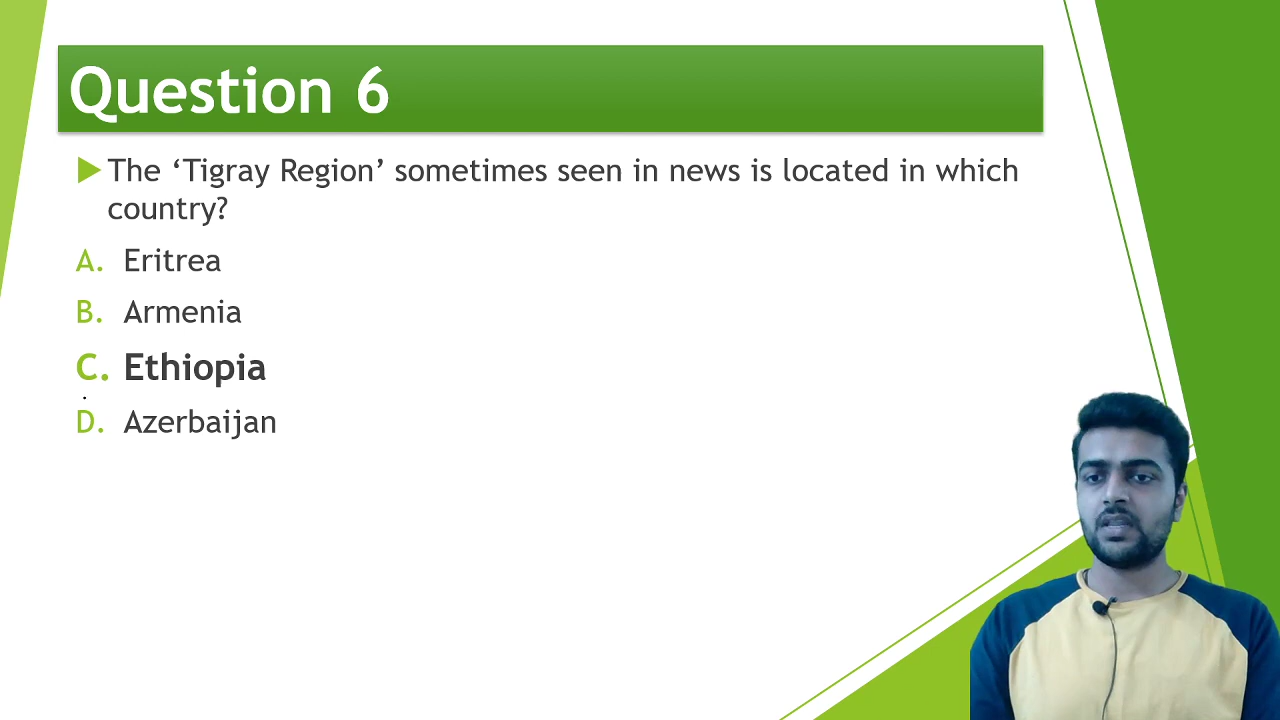 Question 6
The ‘Tigray Region’ sometimes seen in news is located in which
country?
A. Eritrea
B. Armenia
C. Ethiopia
D. Azerbaijan